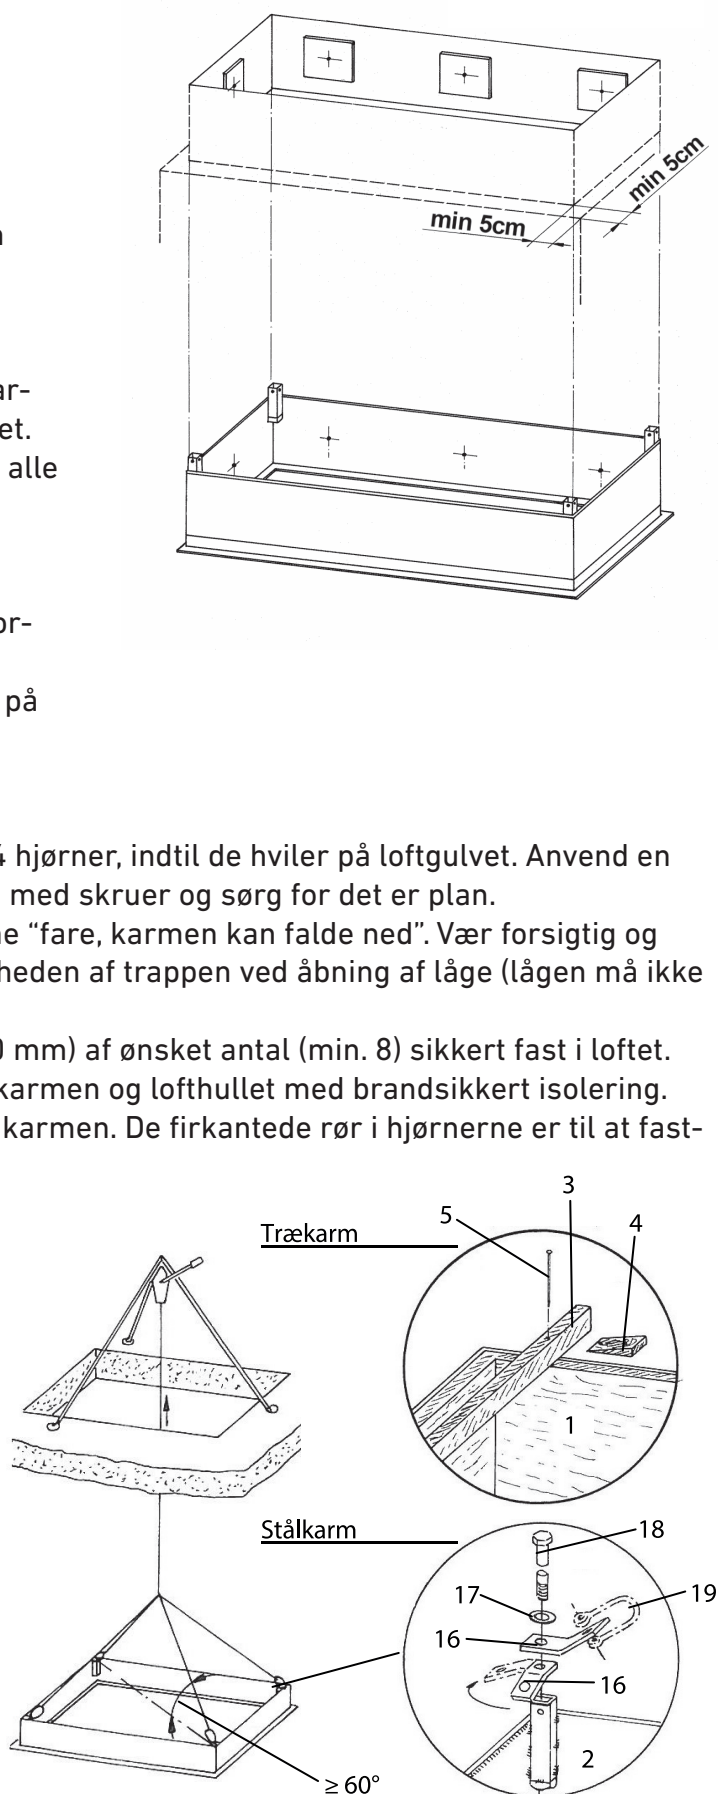 min 5cm
min 5cm
ar-
et.
alle
or-
på
hjørner, indtil de hviler på loftgulvet. Anvend en
med skruer og sørg for det er plan.
“fare, karmen kan falde ned”. Vær forsigtig og
af trappen ved åbning af låge (lågen må ikke
mm) af ønsket antal (min. 8) sikkert fast i loftet.
karmen og lofthullet med brandsikkert isolering.
karmen. De firkantede rør i hjørnerne er til at fast-
Trækarm
5
3
4
1
Stålkarm
18
17
19
16
16
2
≥ 60°